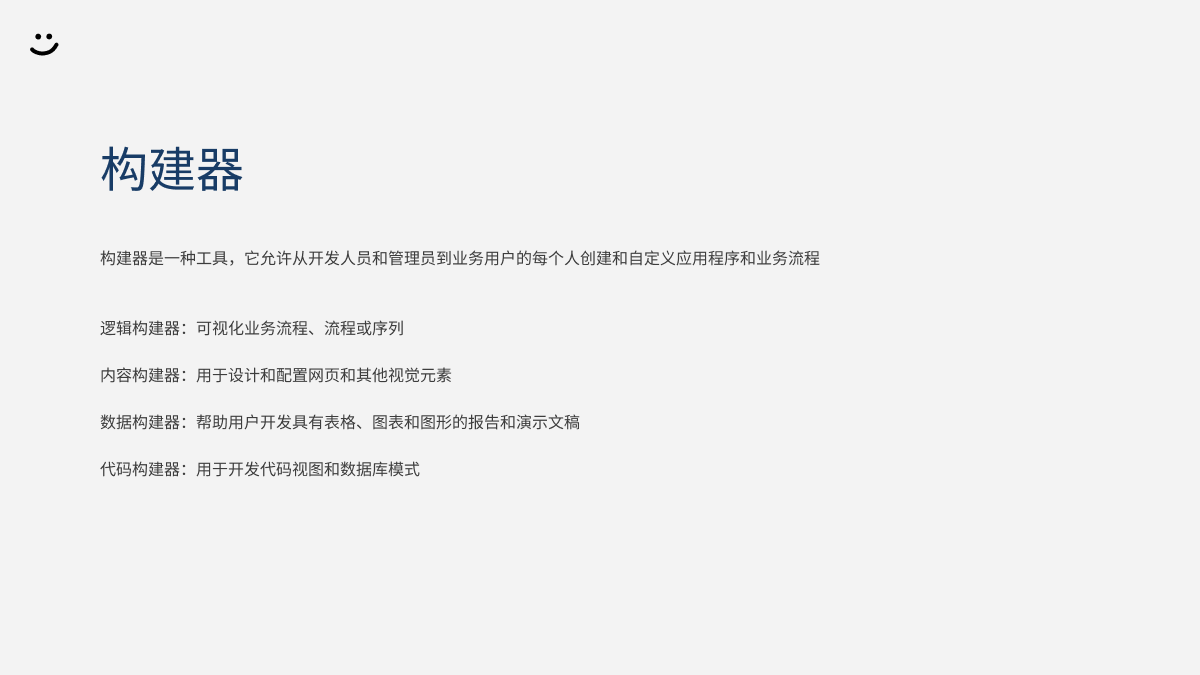 构建器
构建器是一种工具，它允许从开发人员和管理员到业务用户的每个人创建和自定义应用程序和业务流程
逻辑构建器：可视化业务流程、流程或序列
内容构建器：用于设计和配置网页和其他视觉元素
数据构建器：帮助用户开发具有表格、图表和图形的报告和演示文稿
代码构建器：用于开发代码视图和数据库模式